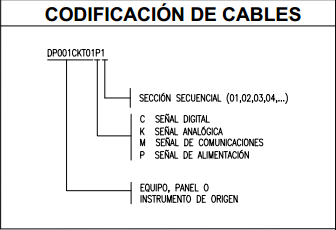 CODIFICACIÓN DE CABLES
DP001CKT01P1
SECCIÓN SECUENCIAL (01,02,03,04,...)
C SEÑAL DIGITAL
K SEÑAL ANALÓGICA
M SEÑAL DE COMUNICACIONES
P SEÑAL DE ALIMENTACIÓN
EQUIPO, PANEL O
INSTRUMENTO DE ORIGEN